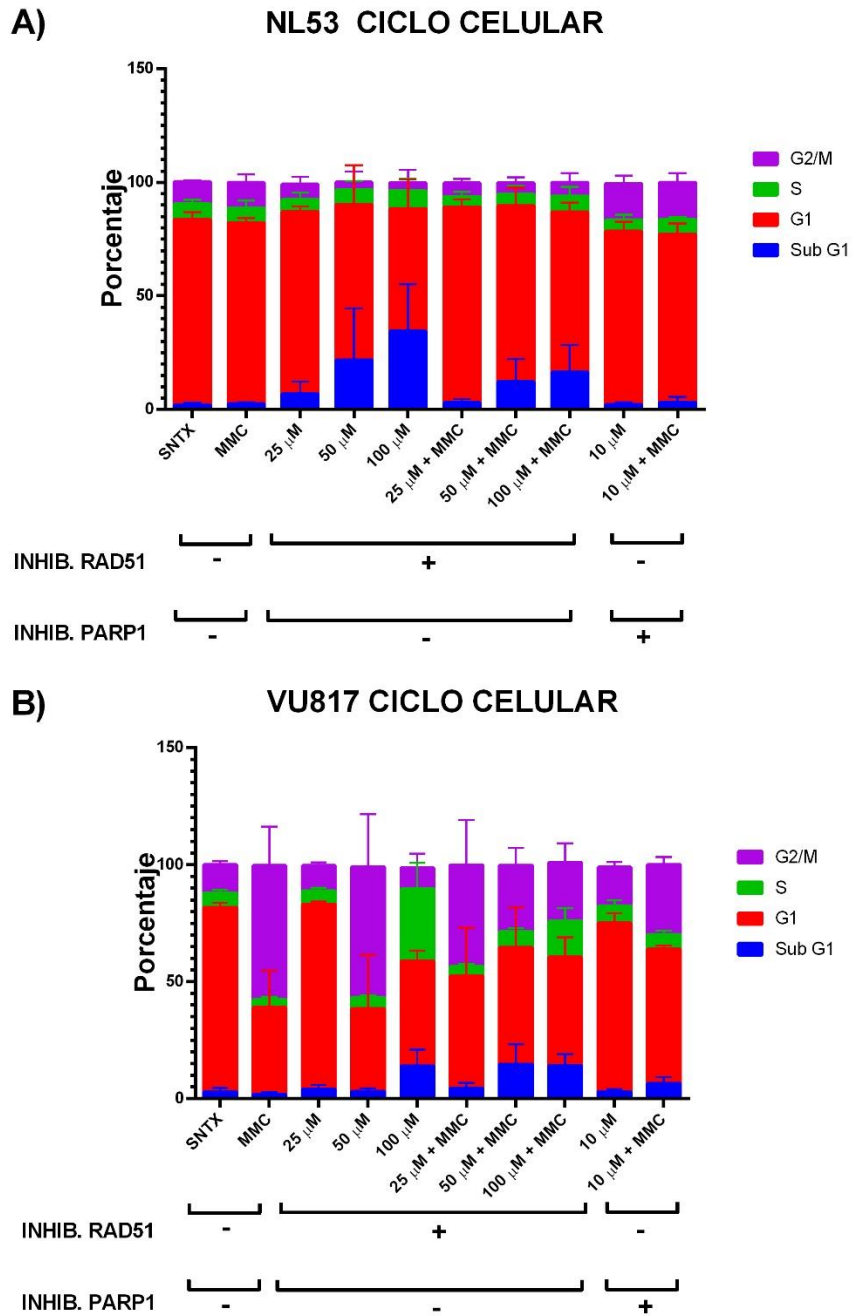 A)
NL53 CICLO CELULAR
150
100
50
0
Porcentaje
G2/M
S
G1
Sub G1
SNTX
MMC
25 µM
50 µM
100 µM
25 µM + MMC
50 µM + MMC
100 µM + MMC
10 µM
10 µM + MMC
INHIB. RAD51 - + -
INHIB. PARP1 - - +
B)
VU817 CICLO CELULAR
150
100
50
0
Porcentaje
G2/M
S
G1
Sub G1
SNTX
MMC
25 µM
50 µM
100 µM
25 µM + MMC
50 µM + MMC
100 µM + MMC
10 µM
10 µM + MMC
INHIB. RAD51 - + -
INHIB. PARP1 - - +